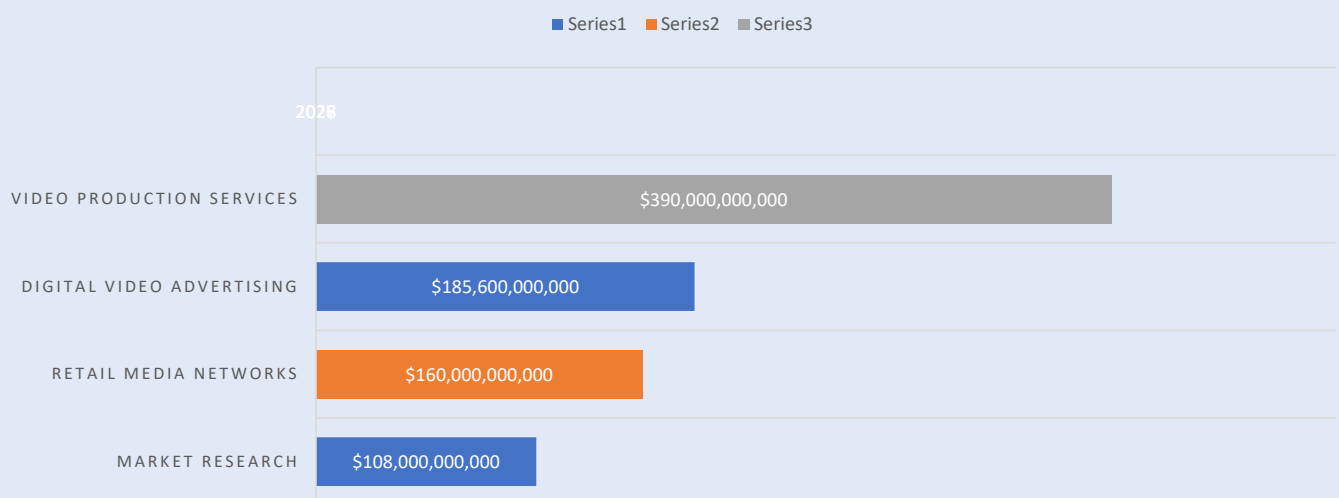 Series1 Series2 Series3
VIDEO PRODUCTION SERVICES $390,000,000,000
DIGITAL VIDEO ADVERTISING $185,600,000,000
RETAIL MEDIA NETWORKS $160,000,000,000
MARKET RESEARCH $108,000,000,000